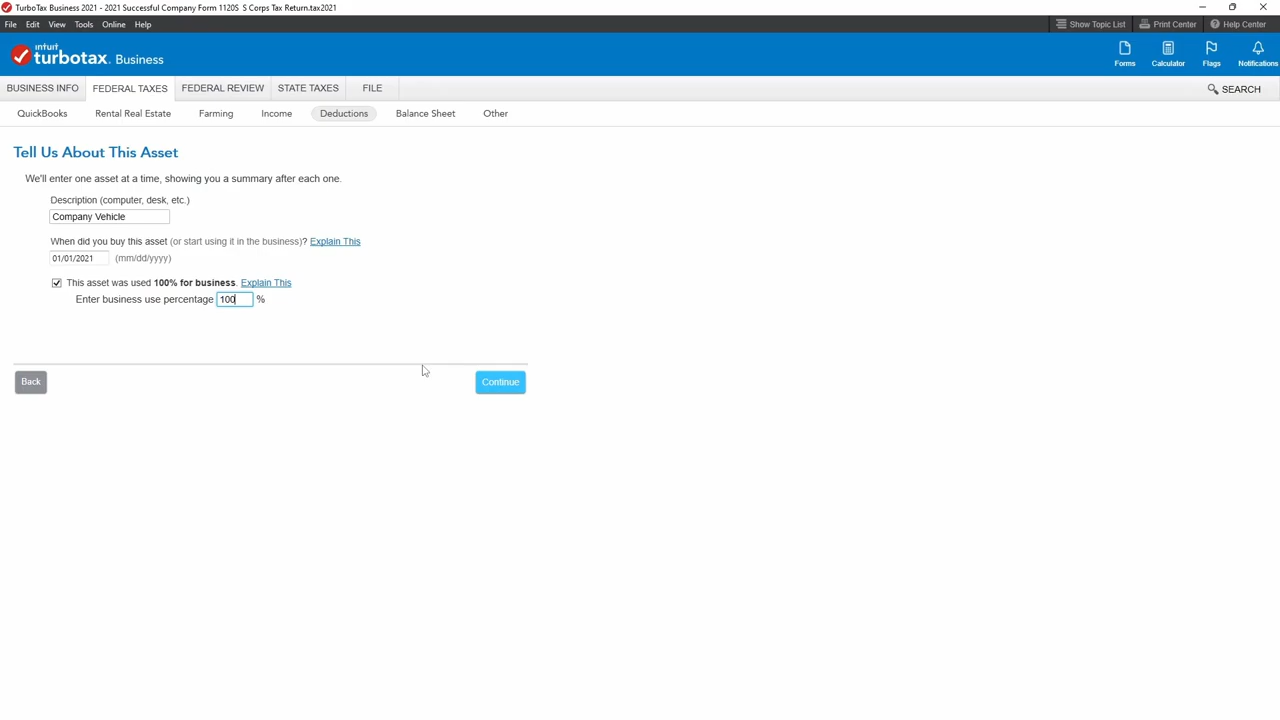 TurboTax Business 2021 - 2021 Successful Company Form 1120S S Corps Tax Return.tax2021
File Edit View Tools Online Help
Show Topic List Print Center Help Center
intuit turbotax. Business
Forms Calculator Flags Notifications
BUSINESS INFO FEDERAL TAXES FEDERAL REVIEW STATE TAXES FILE
SEARCH
QuickBooks Rental Real Estate Farming Income Deductions Balance Sheet Other
Tell Us About This Asset
We'll enter one asset at a time, showing you a summary after each one.
Description (computer, desk, etc.)
Company Vehicle
When did you buy this asset (or start using it in the business)? Explain This
01/01/2021 (mm/dd/yyyy)
This asset was used 100% for business. Explain This
Enter business use percentage 100 %
Back Continue